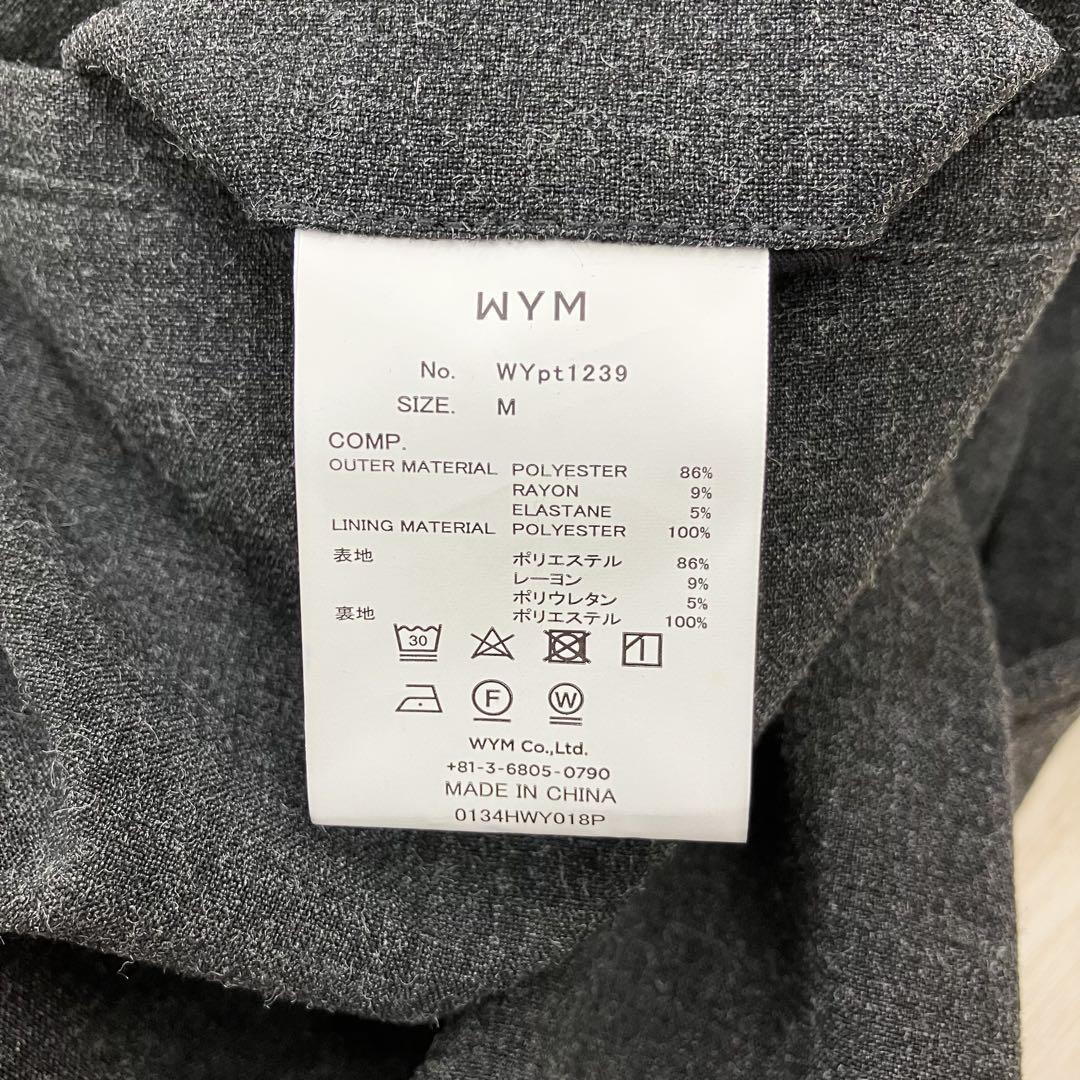 WYM
No. WYpt1239
SIZE. M
COMP.
OUTER MATERIAL POLYESTER 86%
RAYON 9%
ELASTANE 5%
LINING MATERIAL POLYESTER 100%
表地 ポリエステル 86%
レーヨン 9%
ポリウレタン 5%
裏地 ポリエステル 100%
30
F W
WYM Co.,Ltd.
+81-3-6805-0790
MADE IN CHINA
0134HWY018P